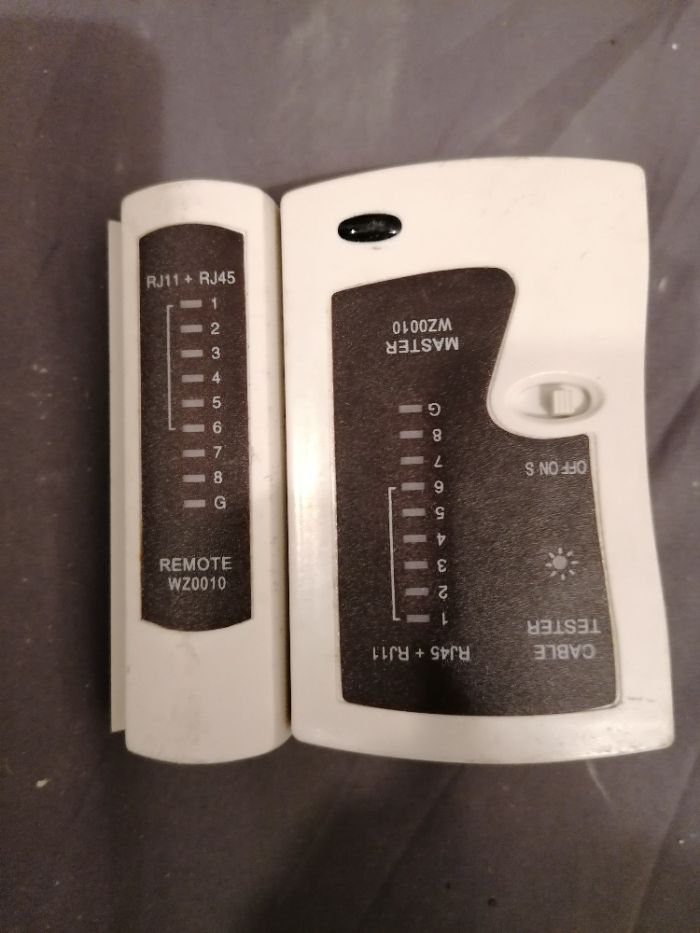 RJ11 + RJ45
1
2
3
4
5
6
7
8
G
REMOTE
WZ0010
CABLE
TESTER
OFF ON S
RJ45 + RJ11
1
2
3
4
5
6
7
8
G
MASTER
WZ0010